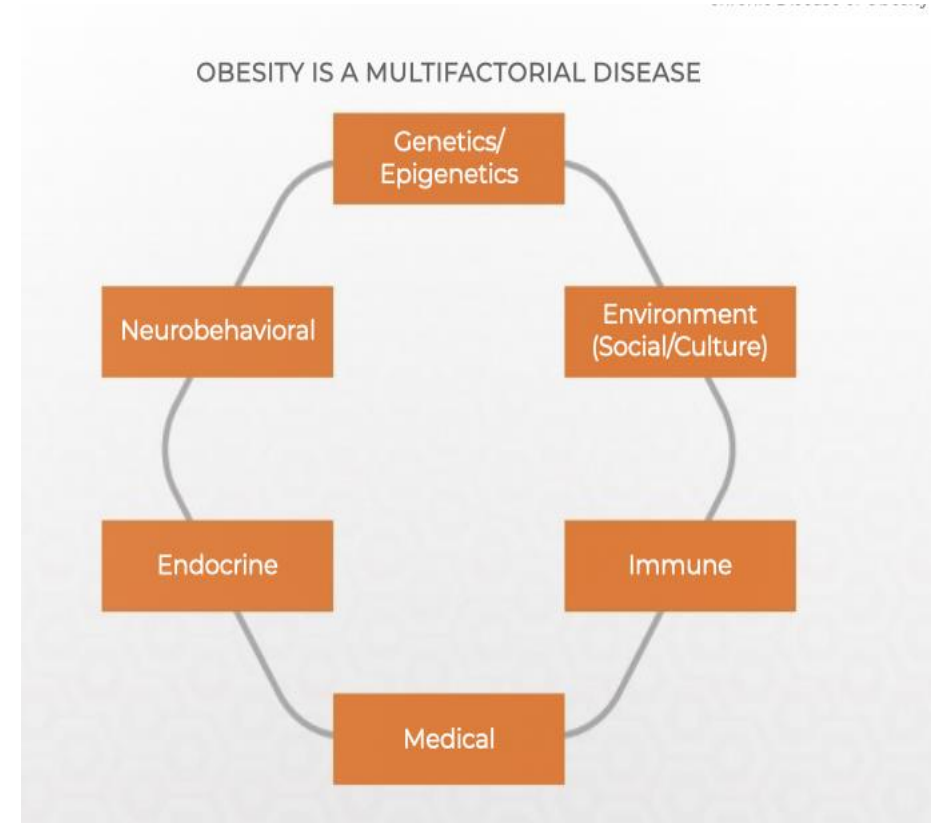 OBESITY IS A MULTIFACTORIAL DISEASE
Genetics/
Epigenetics
Neurobehavioral
Environment
(Social/Culture)
Endocrine
Immune
Medical